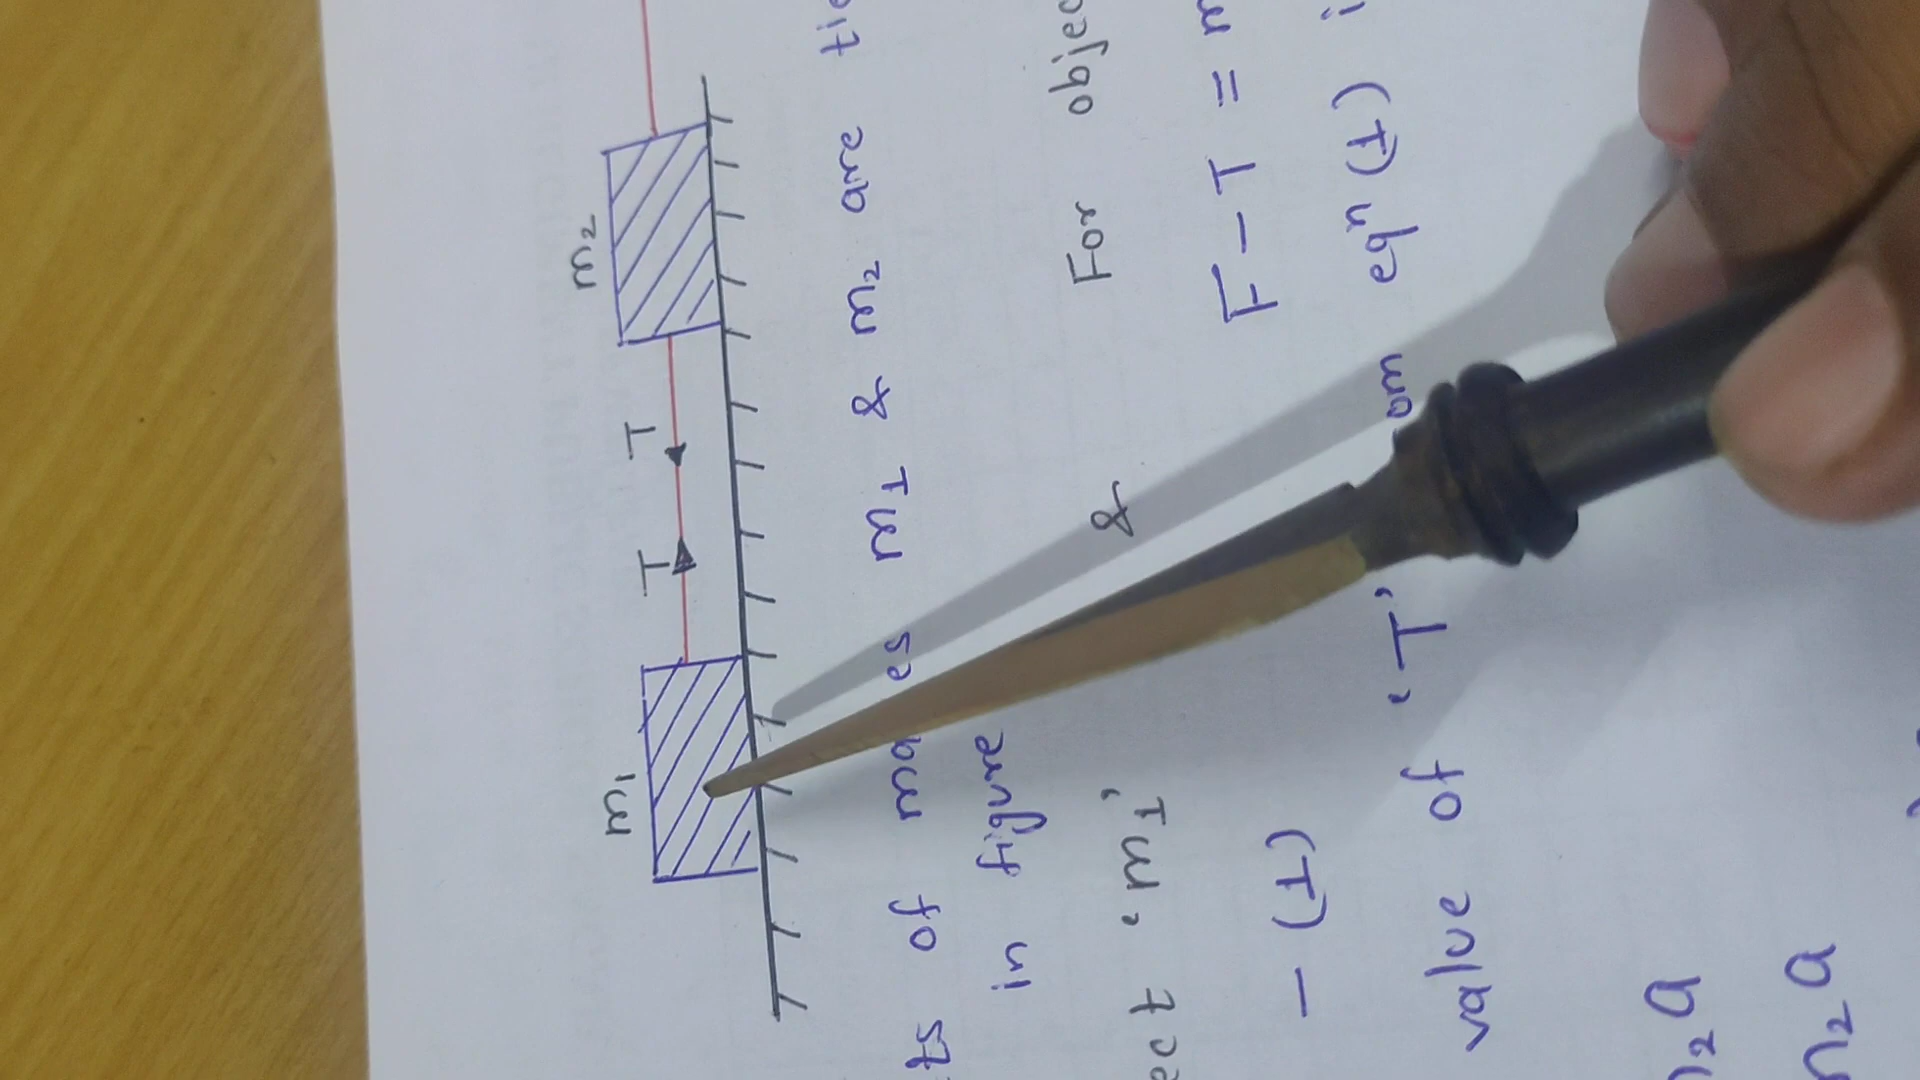 m₁ T T m₂
ts of ma es m1 & m₂ are tie
in figure
ect 'm1' & For objec
- (1) F - T = m
value of 'T' om eqⁿ (1) i
₂a
₂a